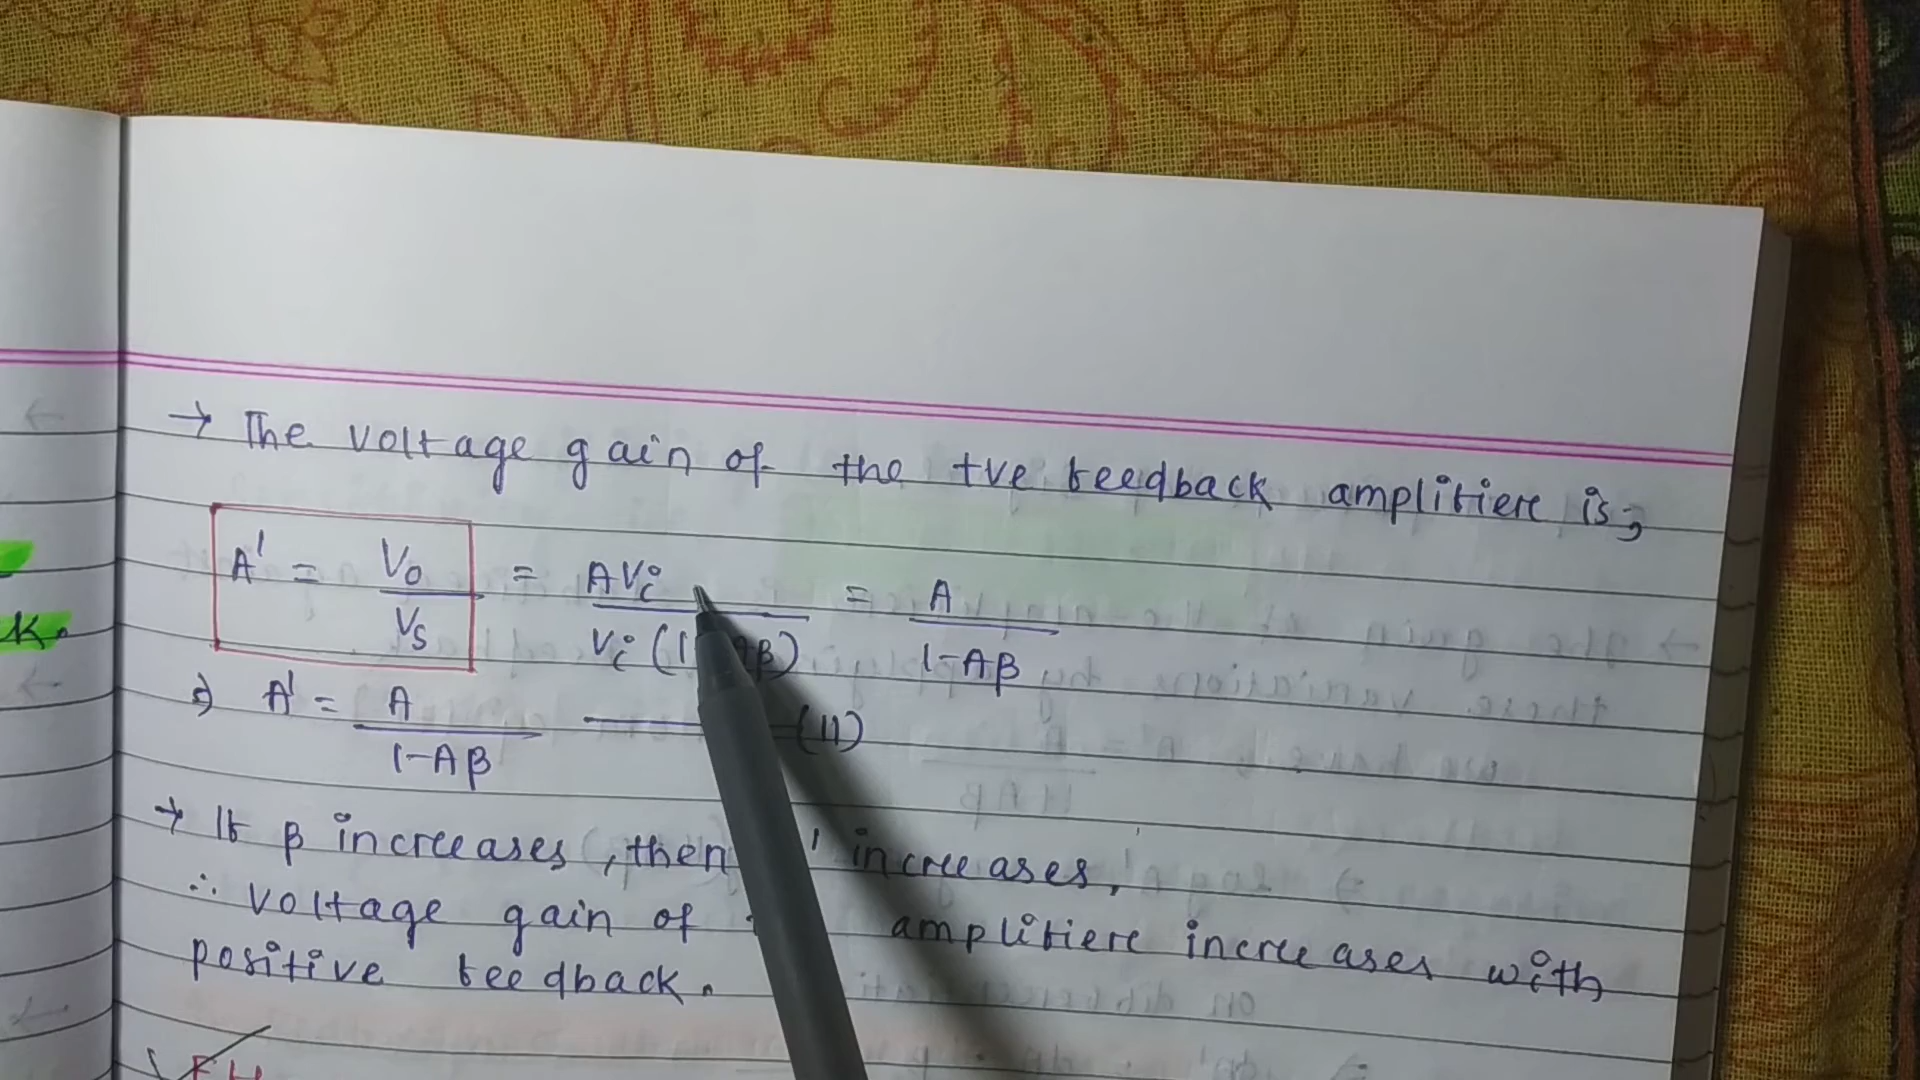 → The voltage gain of the +ve feedback amplifier is,
A' = Vo / Vs = AVi / Vi (1 Aβ) = A / 1-Aβ
⇒ A' = A / 1-Aβ (11)
→ If β increases, then ' increases,
∴ voltage gain of amplifier increases with
positive feedback.
K.